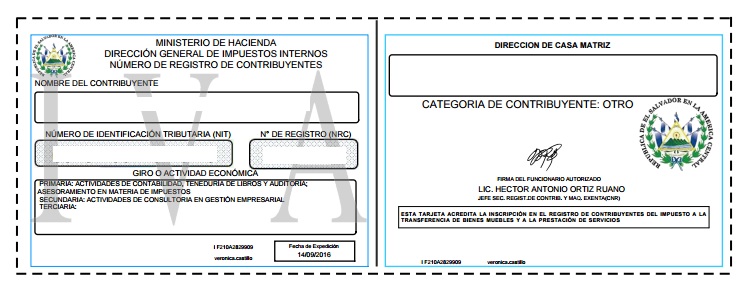 MINISTERIO DE HACIENDA
DIRECCIÓN GENERAL DE IMPUESTOS INTERNOS
NÚMERO DE REGISTRO DE CONTRIBUYENTES
NOMBRE DEL CONTRIBUYENTE
IVA
NÚMERO DE IDENTIFICACIÓN TRIBUTARIA (NIT)
N° DE REGISTRO (NRC)
GIRO O ACTIVIDAD ECONÓMICA
PRIMARIA: ACTIVIDADES DE CONTABILIDAD, TENEDURÍA DE LIBROS Y AUDITORÍA;
ASESORAMIENTO EN MATERIA DE IMPUESTOS
SECUNDARIA: ACTIVIDADES DE CONSULTORIA EN GESTIÓN EMPRESARIAL
TERCIARIA:
I F210A2829909
veronica.castillo
Fecha de Expedición
14/09/2016
DIRECCION DE CASA MATRIZ
CATEGORIA DE CONTRIBUYENTE: OTRO
REPUBLICA DE EL SALVADOR EN LA AMERICA CENTRAL
FIRMA DEL FUNCIONARIO AUTORIZADO
LIC. HECTOR ANTONIO ORTIZ RUANO
JEFE SEC. REGIST.DE CONTRIB. Y MAQ. EXENTA(CNR)
ESTA TARJETA ACREDITA LA INSCRIPCIÓN EN EL REGISTRO DE CONTRIBUYENTES DEL IMPUESTO A LA
TRANSFERENCIA DE BIENES MUEBLES Y A LA PRESTACIÓN DE SERVICIOS
I F210A2829909
veronica.castillo